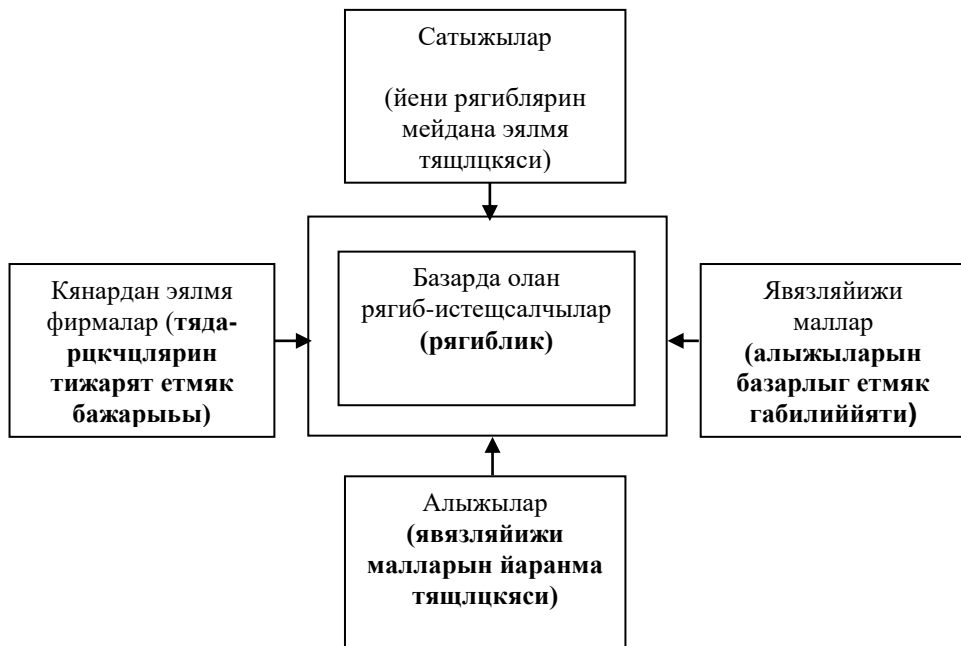 Сатыжылар
(йени рягиблярин
мейдана эялмя
тящлцкяси)
Кянардан эялмя
фирмалар (тяда-
рцкчцлярин
тижарят етмяк
бажарыьы)
Базарда олан
рягиб-истещсалчылар
(рягиблик)
Явязляйижи
маллар
(алыжыларын
базарлыг етмяк
габилиййяти)
Алыжылар
(явязляйижи
малларын йаранма
тящлцкяси)